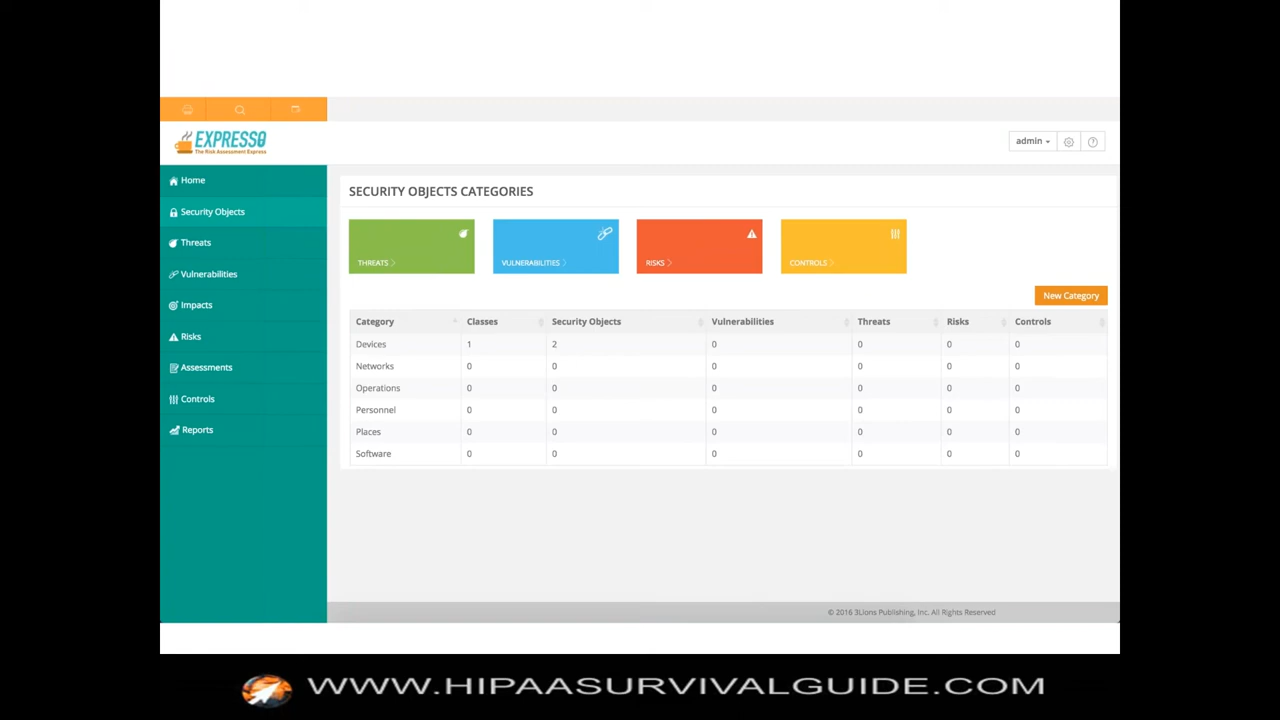 EXPRESSO
The Risk Assessment Express
admin
Home
Security Objects
Threats
Vulnerabilities
Impacts
Risks
Assessments
Controls
Reports
SECURITY OBJECTS CATEGORIES
THREATS VULNERABILITIES RISKS CONTROLS
New Category
Category Classes Security Objects Vulnerabilities Threats Risks Controls
Devices 1 2 0 0 0 0
Networks 0 0 0 0 0 0
Operations 0 0 0 0 0 0
Personnel 0 0 0 0 0 0
Places 0 0 0 0 0 0
Software 0 0 0 0 0 0
© 2016 3Lions Publishing, Inc. All Rights Reserved
WWW.HIPAASURVIVALGUIDE.COM